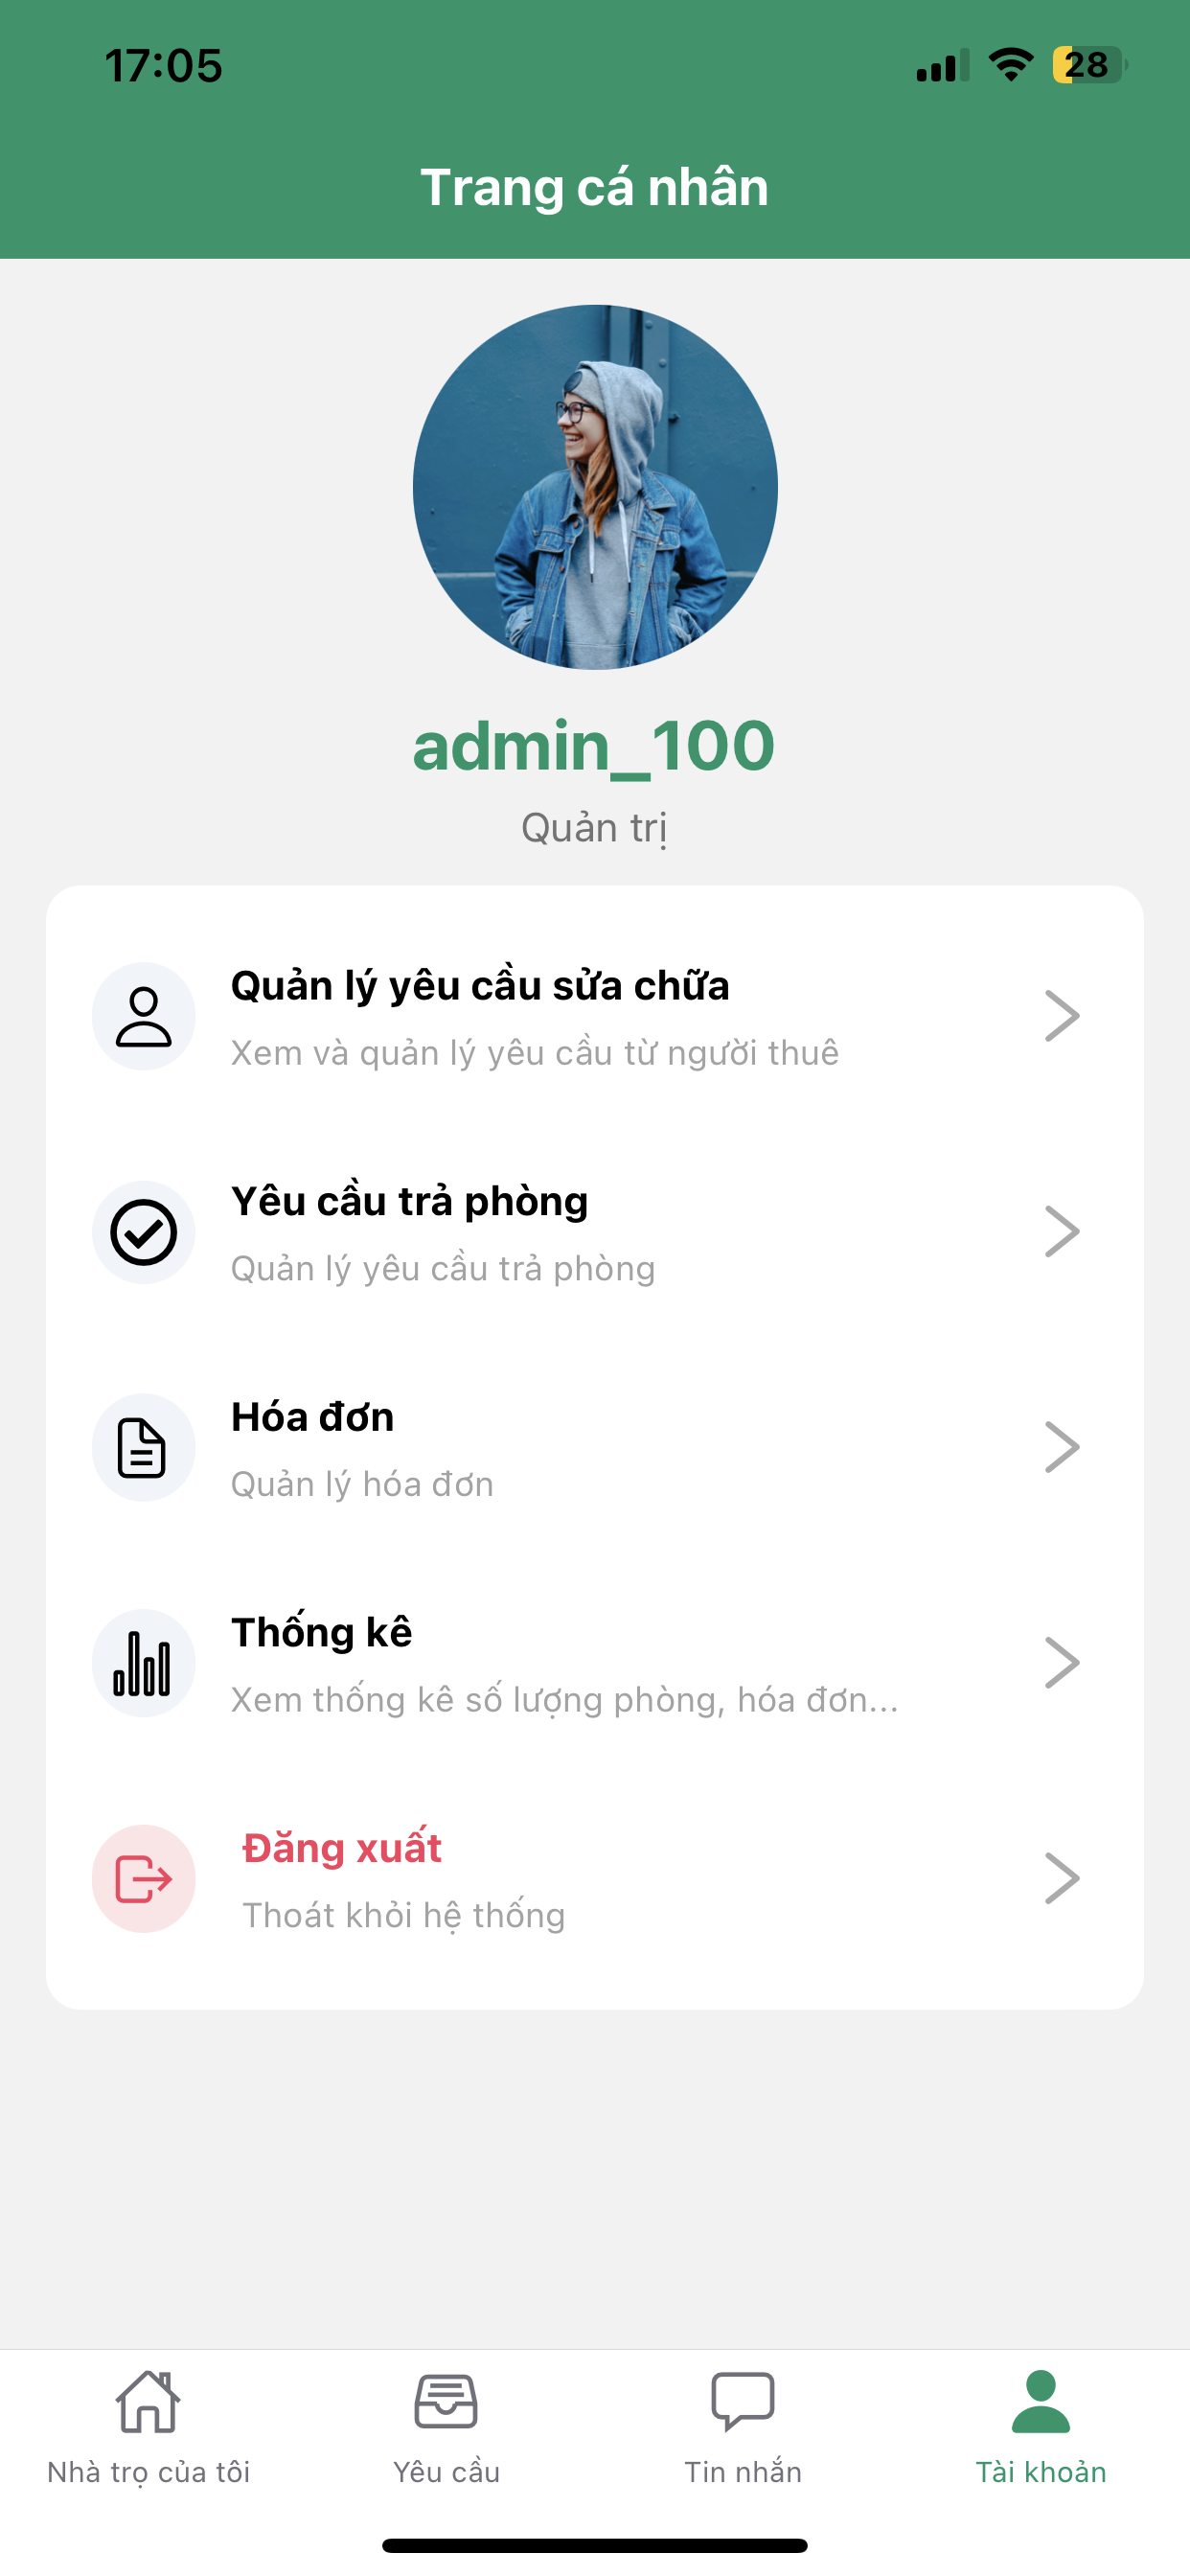 17:05
28
Trang cá nhân
admin_100
Quản trị
Quản lý yêu cầu sửa chữa
Xem và quản lý yêu cầu từ người thuê
Yêu cầu trả phòng
Quản lý yêu cầu trả phòng
Hóa đơn
Quản lý hóa đơn
Thống kê
Xem thống kê số lượng phòng, hóa đơn...
Đăng xuất
Thoát khỏi hệ thống
Nhà trọ của tôi
Yêu cầu
Tin nhắn
Tài khoản